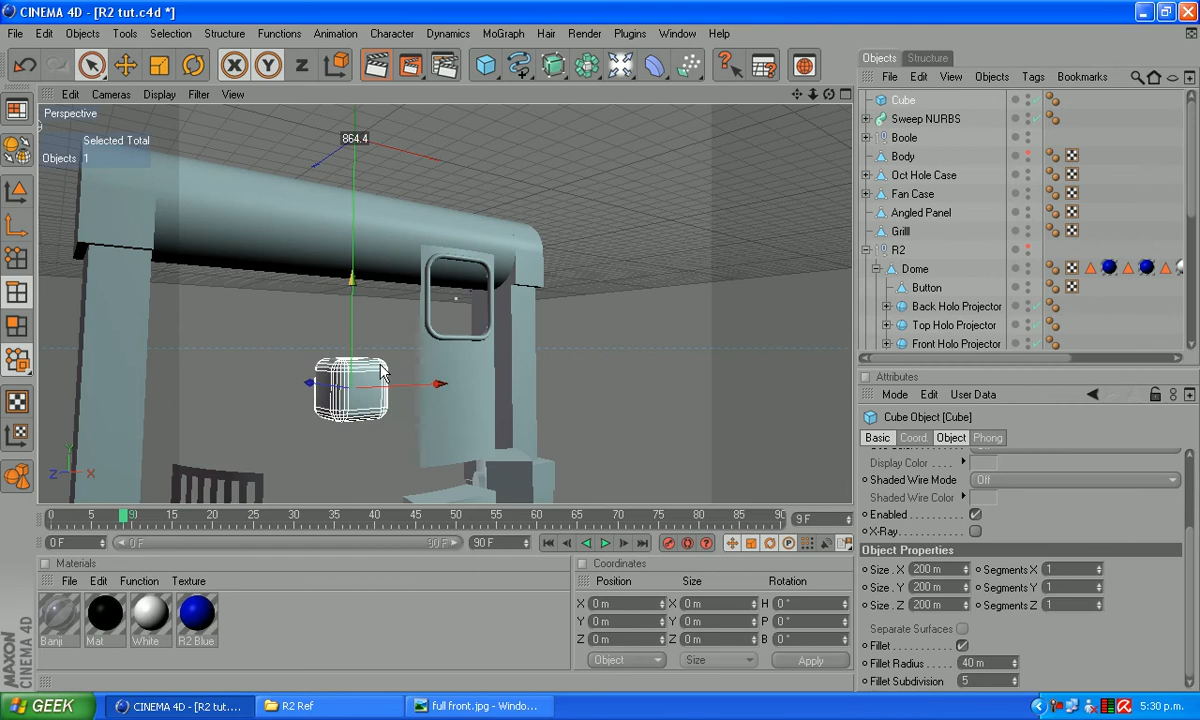 CINEMA 4D - [R2 tut.c4d *]
File Edit Objects Tools Selection Structure Functions Animation Character Dynamics MoGraph Hair Render Plugins Window Help
Edit Cameras Display Filter View
Perspective
Selected Total
Objects 1
864.4
Z X
Objects Structure
File Edit View Objects Tags Bookmarks
Cube
Sweep NURBS
Boole
Body
Oct Hole Case
Fan Case
Angled Panel
Grill
R2
Dome
Button
Back Holo Projector
Top Holo Projector
Front Holo Projector
Attributes
Mode Edit User Data
Cube Object [Cube]
Basic Coord. Object Phong
Display Color
Shaded Wire Mode Off
Shaded Wire Color
Enabled
X-Ray
Object Properties
Size . X 200 m Segments X 1
Size . Y 200 m Segments Y 1
Size . Z 200 m Segments Z 1
Separate Surfaces
Fillet
Fillet Radius 40 m
Fillet Subdivision 5
0 5 9 15 20 25 30 35 40 45 50 55 60 65 70 75 80 85 90 9 F
0 F 0 F 90 F 90 F
Materials
File Edit Function Texture
Banji Mat White R2 Blue
Coordinates
Position Size Rotation
X 0 m X 0 m H 0 °
Y 0 m Y 0 m P 0 °
Z 0 m Z 0 m B 0 °
Object Size Apply
MAXON
CINEMA 4D
GEEK CINEMA 4D - [R2 tut.... R2 Ref full front.jpg - Windo... 5:30 p.m.